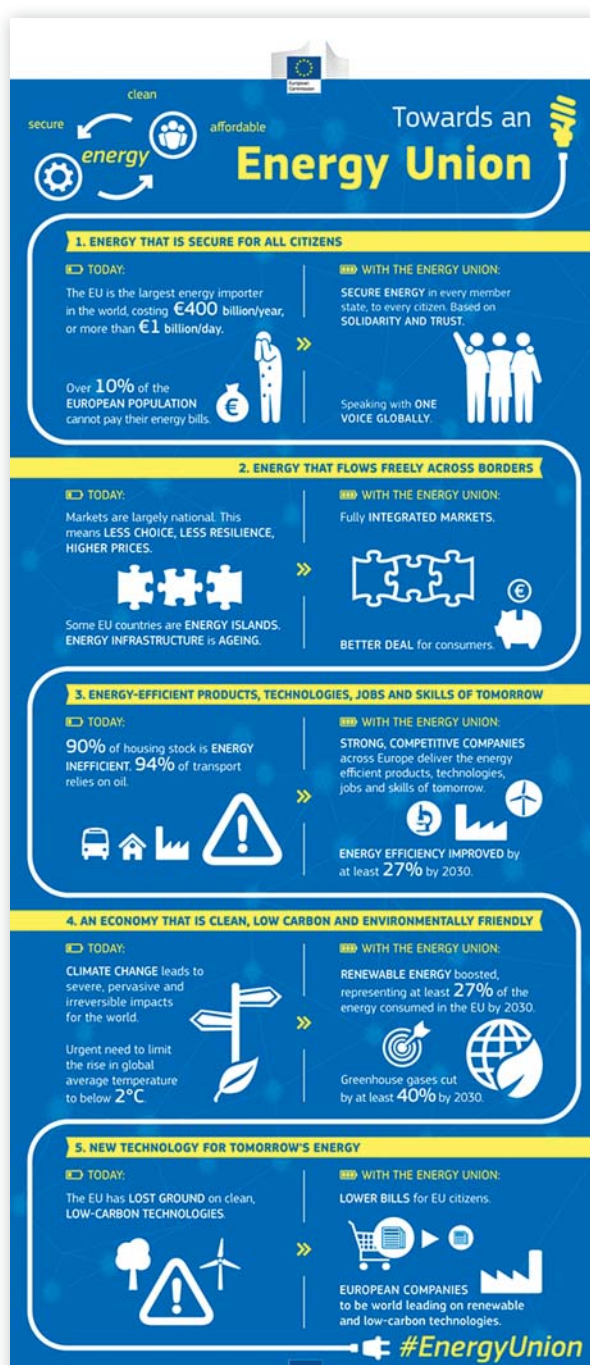 European
Commission
clean
secure
affordable
energy
Towards an
Energy Union
1. ENERGY THAT IS SECURE FOR ALL CITIZENS
TODAY:
The EU is the largest energy importer
in the world, costing €400 billion/year,
or more than €1 billion/day.
Over 10% of the
EUROPEAN POPULATION
cannot pay their energy bills.
€
WITH THE ENERGY UNION:
SECURE ENERGY in every member
state, to every citizen. Based on
SOLIDARITY AND TRUST.
Speaking with ONE
VOICE GLOBALLY.
2. ENERGY THAT FLOWS FREELY ACROSS BORDERS
TODAY:
Markets are largely national. This
means LESS CHOICE, LESS RESILIENCE,
HIGHER PRICES.
Some EU countries are ENERGY ISLANDS.
ENERGY INFRASTRUCTURE is AGEING.
WITH THE ENERGY UNION:
Fully INTEGRATED MARKETS.
€
BETTER DEAL for consumers.
3. ENERGY-EFFICIENT PRODUCTS, TECHNOLOGIES, JOBS AND SKILLS OF TOMORROW
TODAY:
90% of housing stock is ENERGY
INEFFICIENT. 94% of transport
relies on oil.
WITH THE ENERGY UNION:
STRONG, COMPETITIVE COMPANIES
across Europe deliver the energy
efficient products, technologies,
jobs and skills of tomorrow.
ENERGY EFFICIENCY IMPROVED by
at least 27% by 2030.
4. AN ECONOMY THAT IS CLEAN, LOW CARBON AND ENVIRONMENTALLY FRIENDLY
TODAY:
CLIMATE CHANGE leads to
severe, pervasive and
irreversible impacts
for the world.
Urgent need to limit
the rise in global
average temperature
to below 2°C.
WITH THE ENERGY UNION:
RENEWABLE ENERGY boosted,
representing at least 27% of the
energy consumed in the EU by 2030.
Greenhouse gases cut
by at least 40% by 2030.
5. NEW TECHNOLOGY FOR TOMORROW'S ENERGY
TODAY:
The EU has LOST GROUND on clean,
LOW-CARBON TECHNOLOGIES.
WITH THE ENERGY UNION:
LOWER BILLS for EU citizens.
EUROPEAN COMPANIES
to be world leading on renewable
and low-carbon technologies.
#EnergyUnion